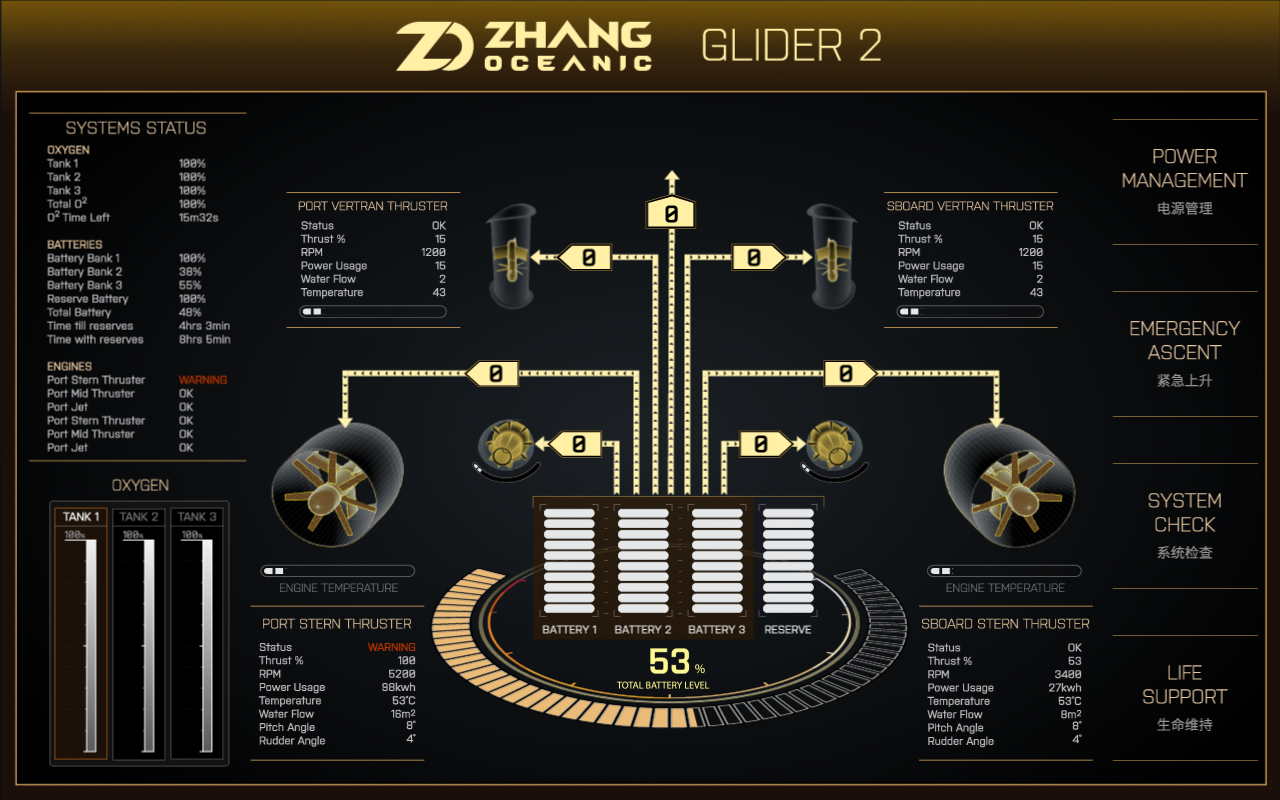 ZHANG
OCEANIC
GLIDER 2
SYSTEMS STATUS
OXYGEN
Tank 1 100%
Tank 2 100%
Tank 3 100%
Total O² 100%
O² Time Left 15m32s
BATTERIES
Battery Bank 1 100%
Battery Bank 2 38%
Battery Bank 3 55%
Reserve Battery 100%
Total Battery 48%
Time till reserves 4hrs 3min
Time with reserves 8hrs 5min
ENGINES
Port Stern Thruster WARNING
Port Mid Thruster OK
Port Jet OK
Port Stern Thruster OK
Port Mid Thruster OK
Port Jet OK
OXYGEN
TANK 1 TANK 2 TANK 3
100% 100% 100%
PORT VERTRAN THRUSTER
Status OK
Thrust % 15
RPM 1200
Power Usage 15
Water Flow 2
Temperature 43
0
0
0
0
0
0
0
SBOARD VERTRAN THRUSTER
Status OK
Thrust % 15
RPM 1200
Power Usage 15
Water Flow 2
Temperature 43
ENGINE TEMPERATURE
PORT STERN THRUSTER
Status WARNING
Thrust % 100
RPM 5200
Power Usage 98kwh
Temperature 53°C
Water Flow 16m²
Pitch Angle 8°
Rudder Angle 4°
BATTERY 1 BATTERY 2 BATTERY 3 RESERVE
53 %
TOTAL BATTERY LEVEL
ENGINE TEMPERATURE
SBOARD STERN THRUSTER
Status OK
Thrust % 53
RPM 3400
Power Usage 27kwh
Temperature 53°C
Water Flow 8m²
Pitch Angle 8°
Rudder Angle 4°
POWER
MANAGEMENT
电源管理
EMERGENCY
ASCENT
紧急上升
SYSTEM
CHECK
系统检查
LIFE
SUPPORT
生命维持